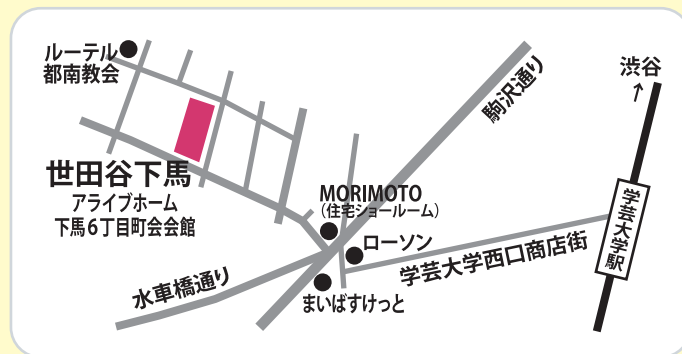 ルーテル
都南教会
世田谷下馬
アライブホーム
下馬6丁目町会会館
水車橋通り
MORIMOTO
(住宅ショールーム)
ローソン
まいばすけっと
駒沢通り
学芸大学西口商店街
渋谷
↑
学芸大学駅